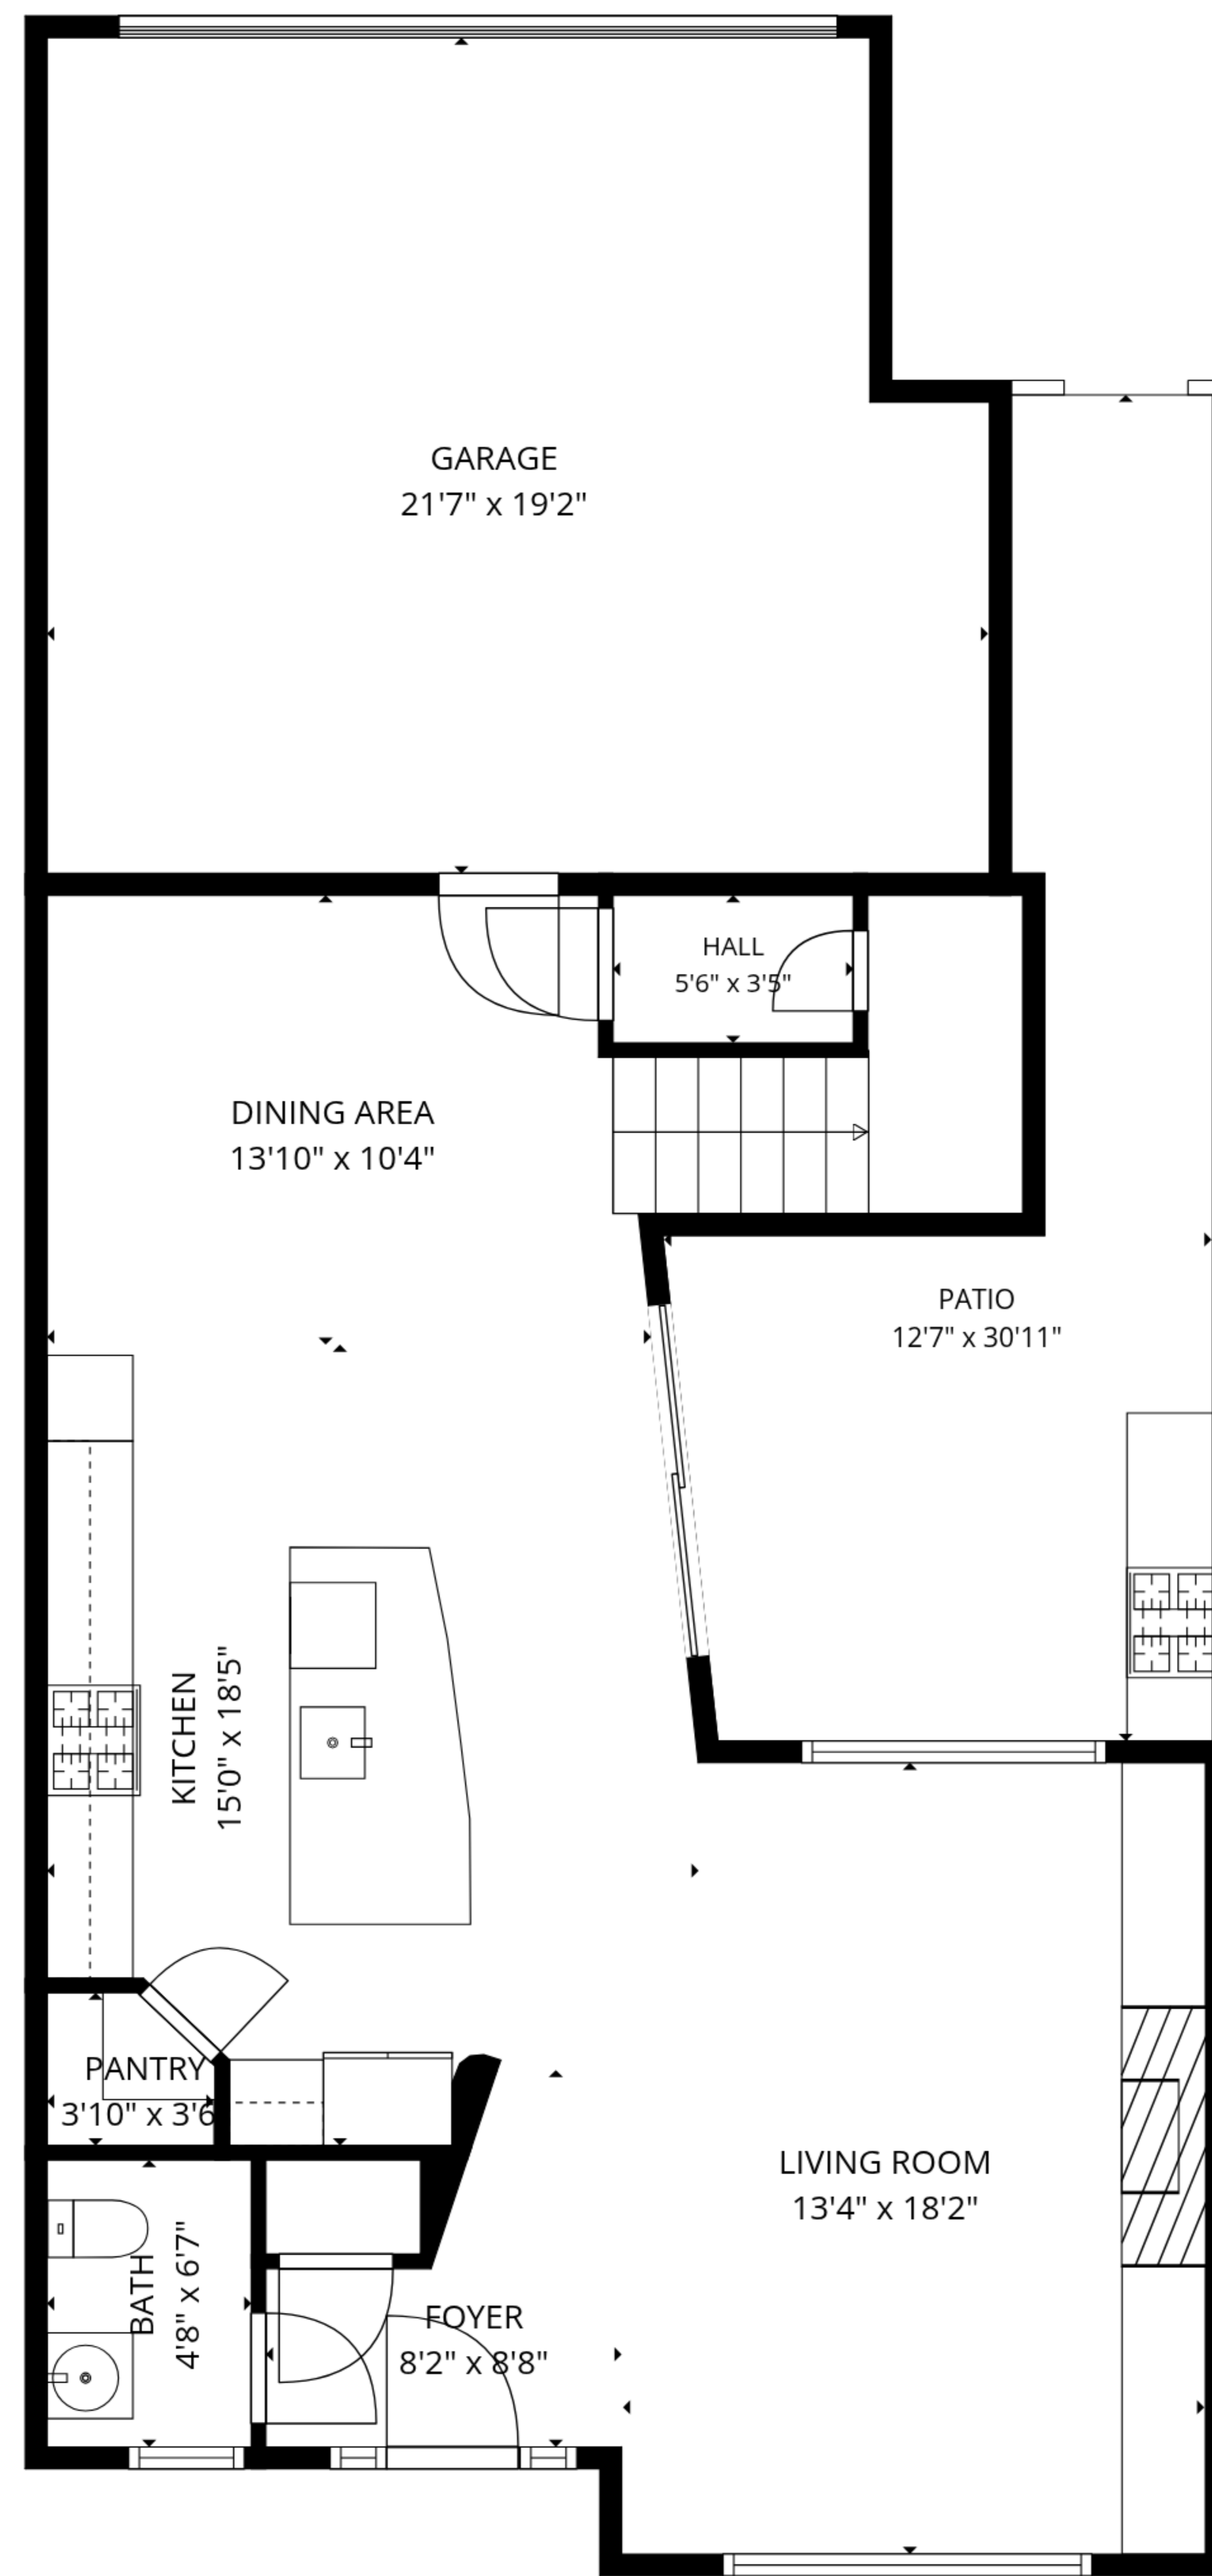 GARAGE
21'7" x 19'2"
HALL
5'6" x 3'5"
DINING AREA
13'10" x 10'4"
PATIO
12'7" x 30'11"
KITCHEN
15'0" x 18'5"
PANTRY
3'10" x 3'6
LIVING ROOM
13'4" x 18'2"
BATH
4'8" x 6'7"
FOYER
8'2" x 8'8"